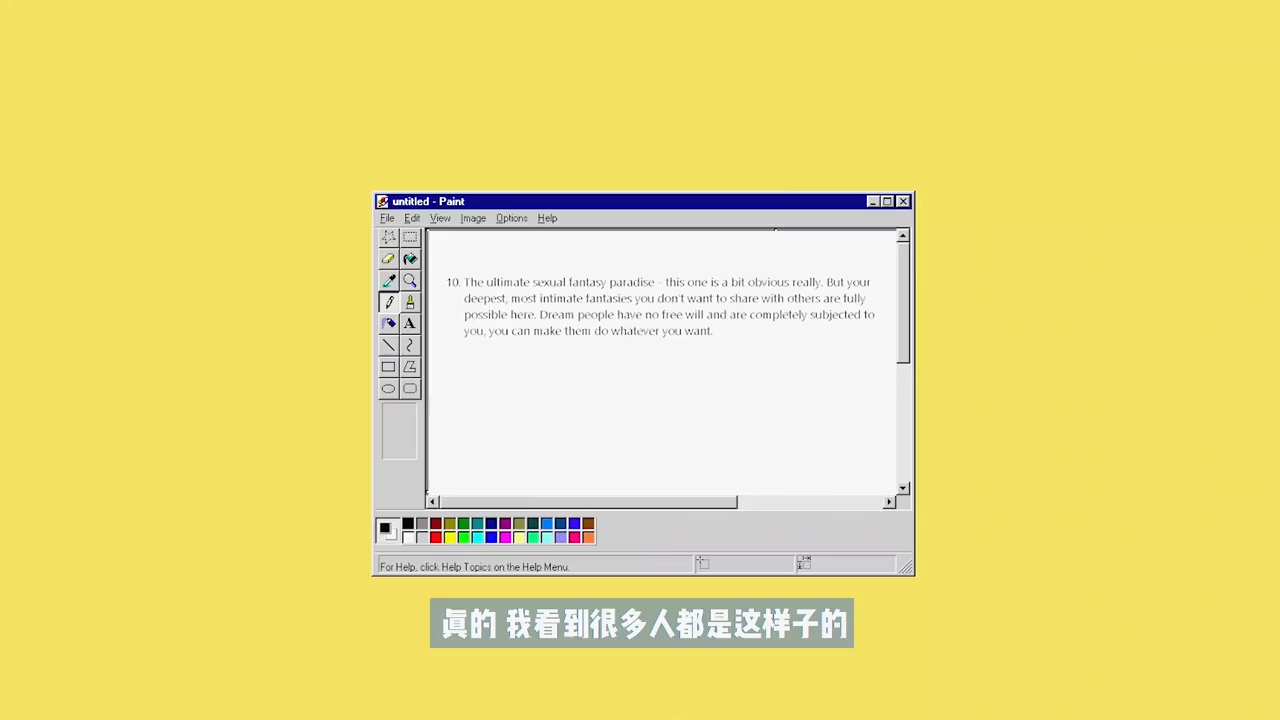 untitled - Paint
File Edit View Image Options Help
10. The ultimate sexual fantasy paradise - this one is a bit obvious really. But your
deepest, most intimate fantasies you don't want to share with others are fully
possible here. Dream people have no free will and are completely subjected to
you, you can make them do whatever you want.
For Help, click Help Topics on the Help Menu.
真的 我看到很多人都是这样子的